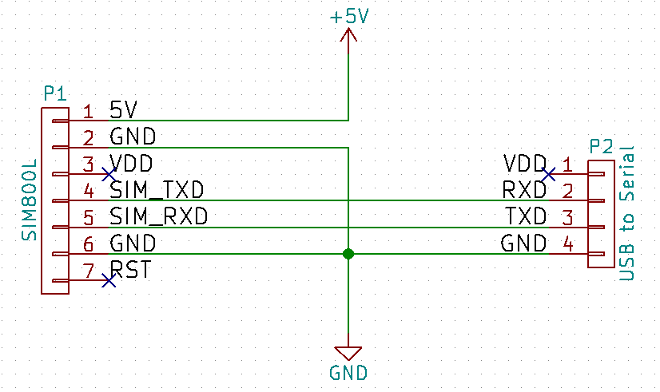 +5V
P1
1 5V
2 GND
3 VDD
4 SIM_TXD
5 SIM_RXD
6 GND
7 RST
SIM800L
P2
VDD 1
RXD 2
TXD 3
GND 4
USB to Serial
GND